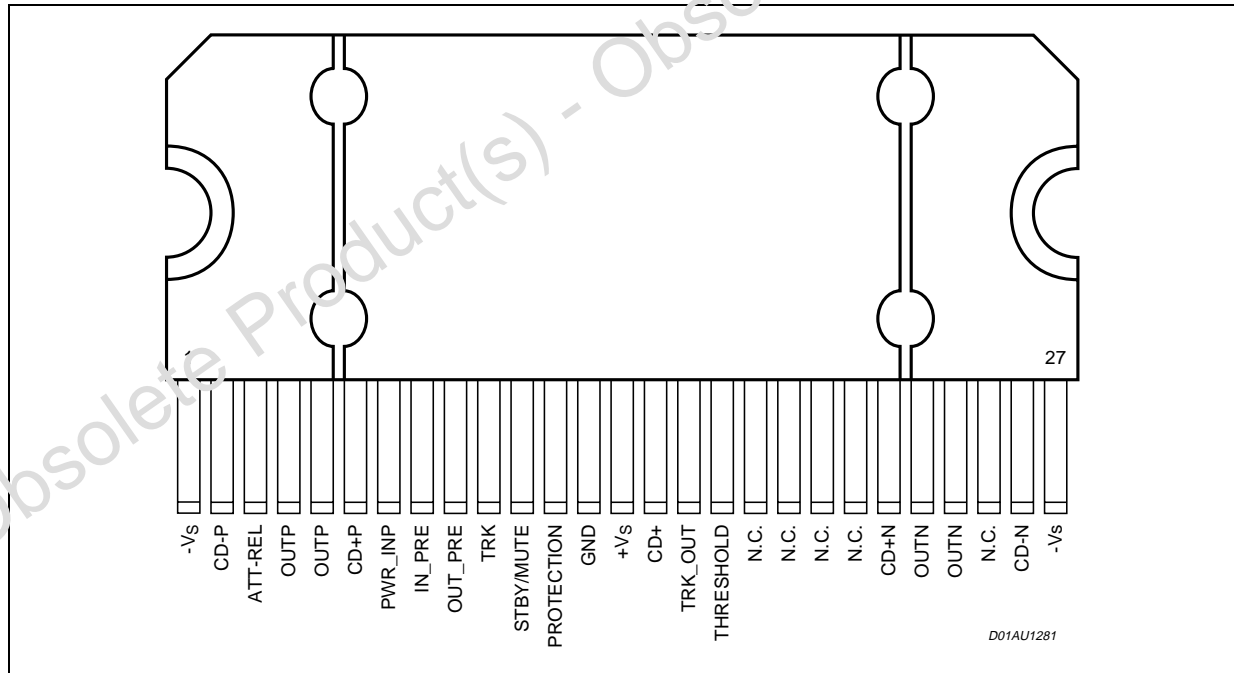 Obsolete Product(s) - Obso
27
-Vs
CD-P
ATT-REL
OUTP
OUTP
CD+P
PWR_INP
IN_PRE
OUT_PRE
TRK
STBY/MUTE
PROTECTION
GND
+Vs
CD+
TRK_OUT
THRESHOLD
N.C.
N.C.
N.C.
N.C.
CD+N
OUTN
OUTN
N.C.
CD-N
-Vs
D01AU1281